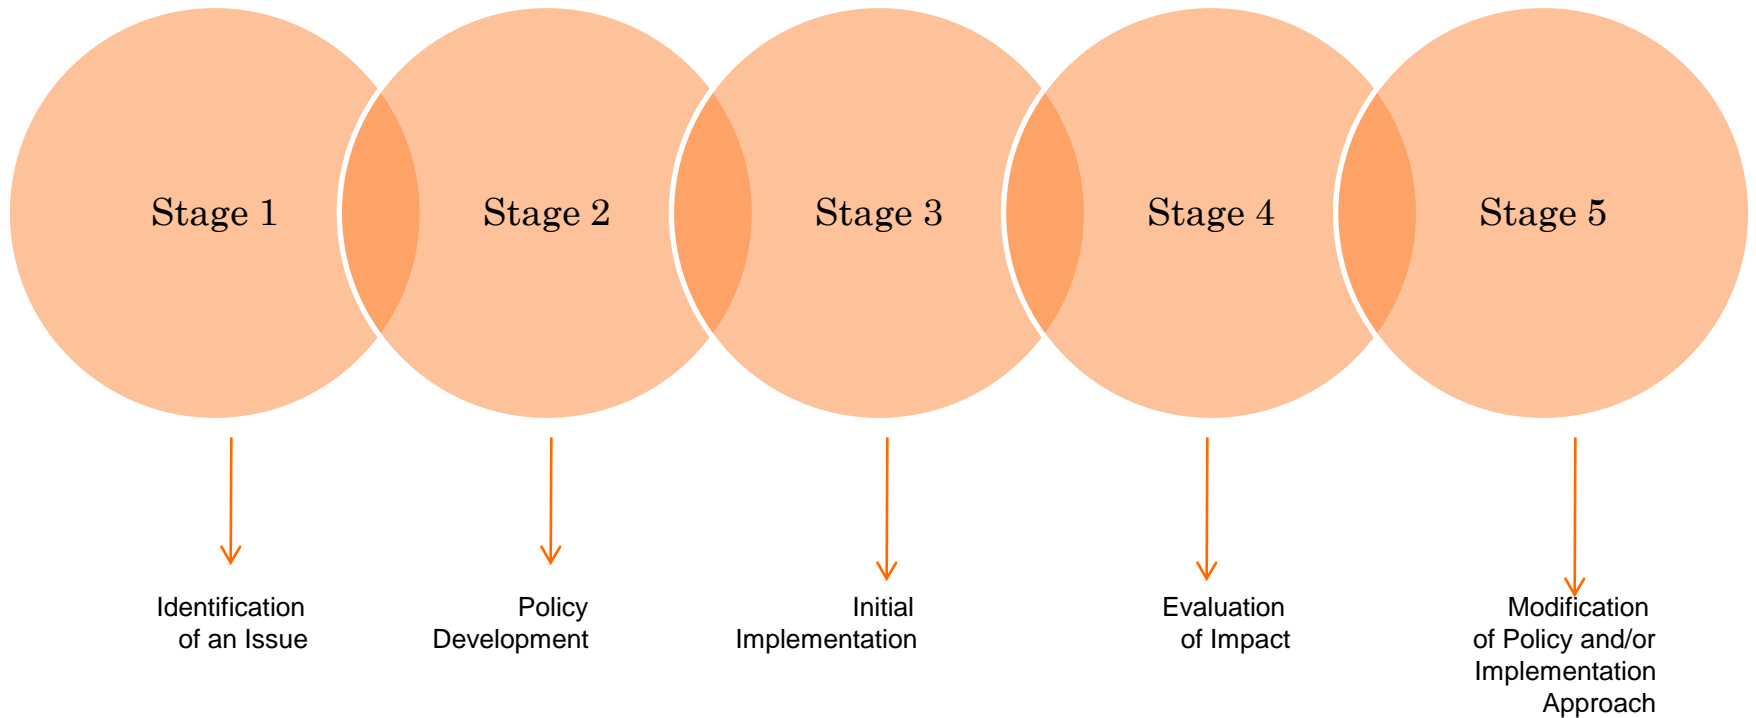 Stage 1
Stage 2
Stage 3
Stage 4
Stage 5
Identification
of an Issue
Policy
Development
Initial
Implementation
Evaluation
of Impact
Modification
of Policy and/or
Implementation
Approach